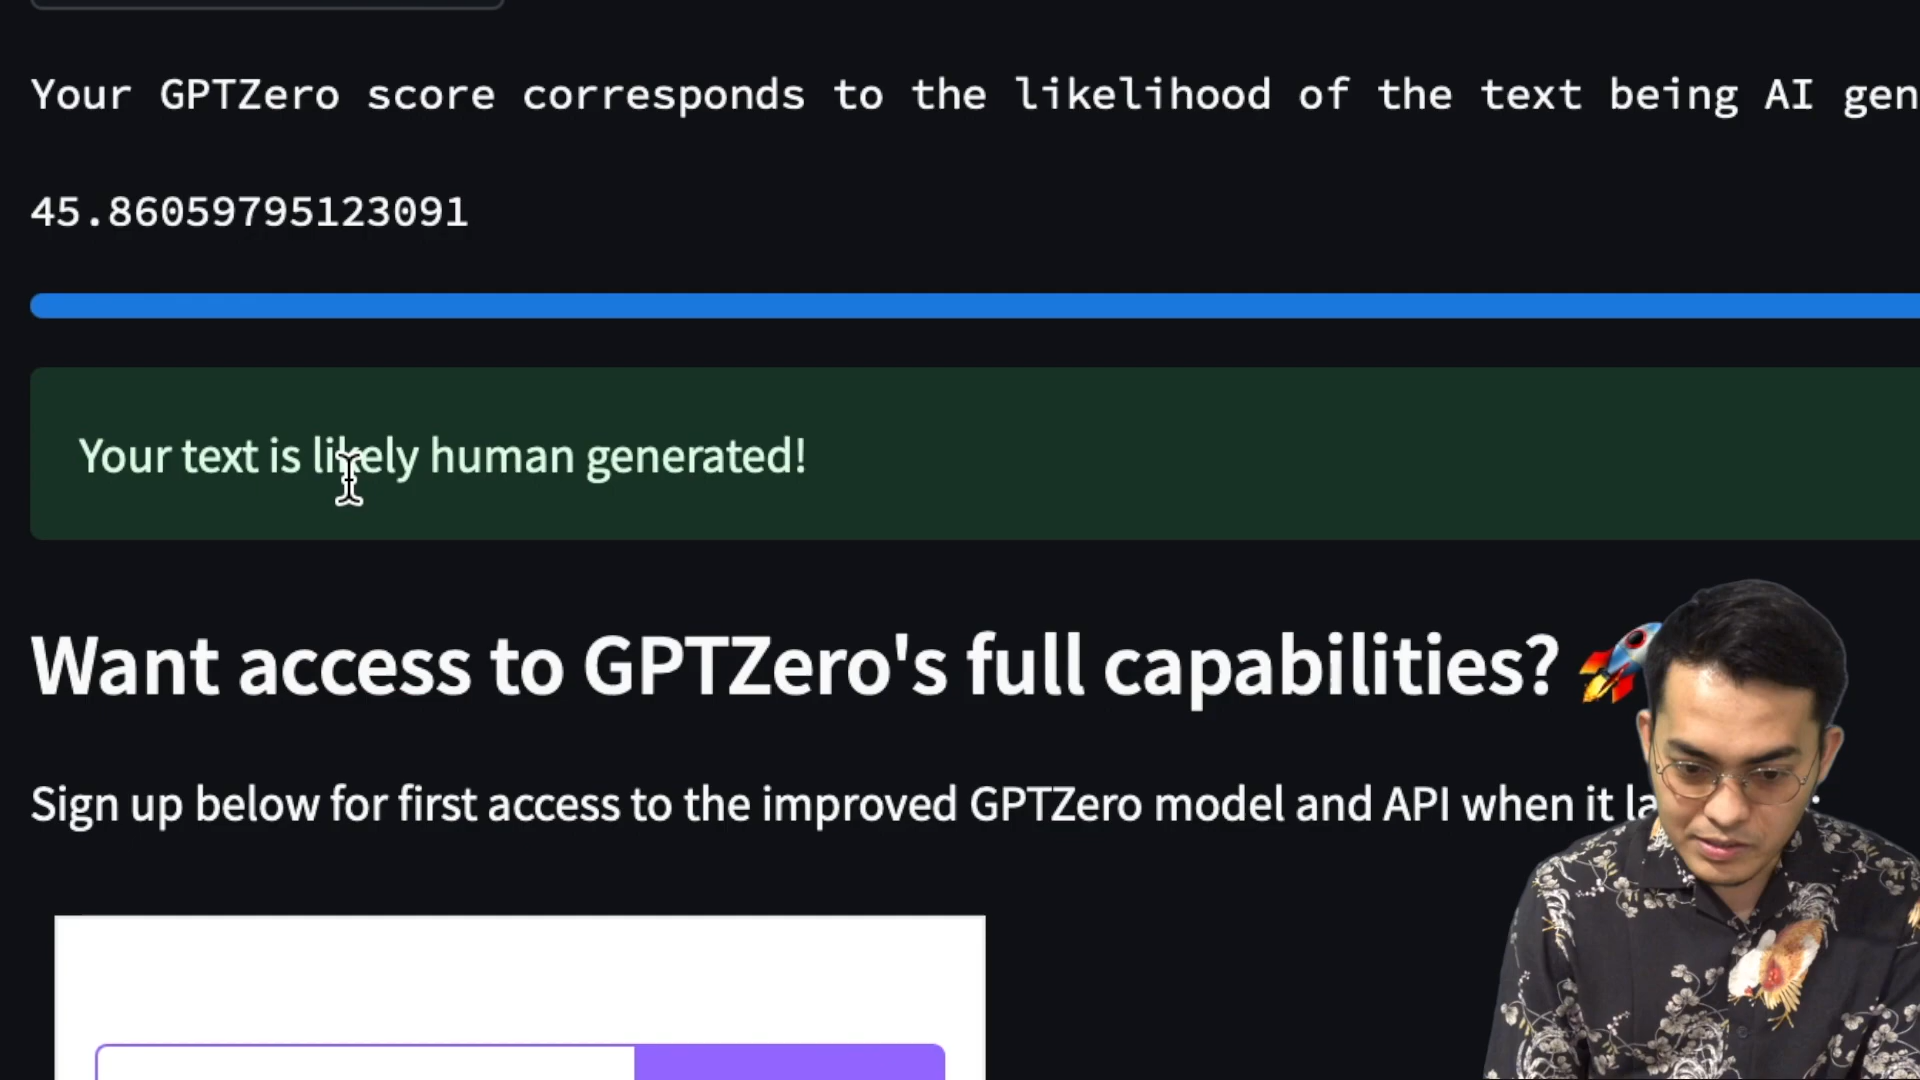 Your GPTZero score corresponds to the likelihood of the text being AI gen
45.86059795123091
Your text is likely human generated!
Want access to GPTZero's full capabilities? 🚀
Sign up below for first access to the improved GPTZero model and API when it la